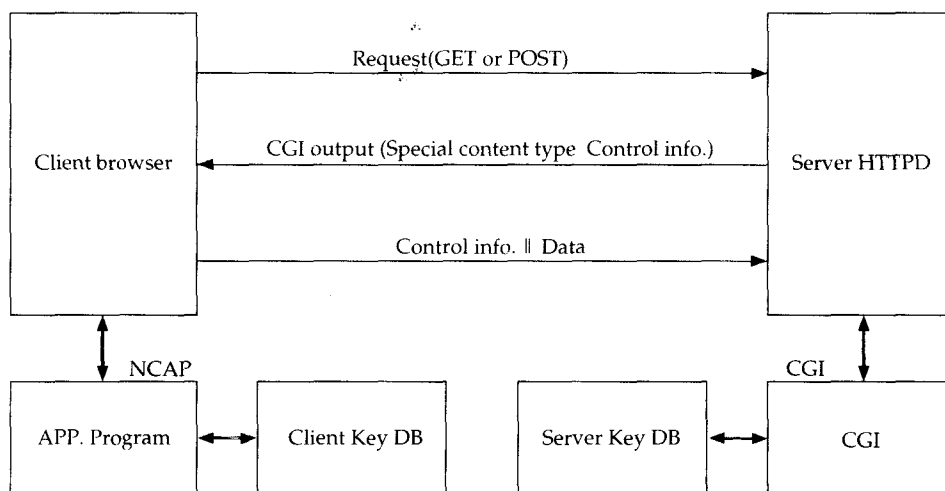 Request(GET or POST)
Client browser
CGI output (Special content type Control info.)
Server HTTPD
Control info. || Data
NCAP
CGI
APP. Program
Client Key DB
Server Key DB
CGI